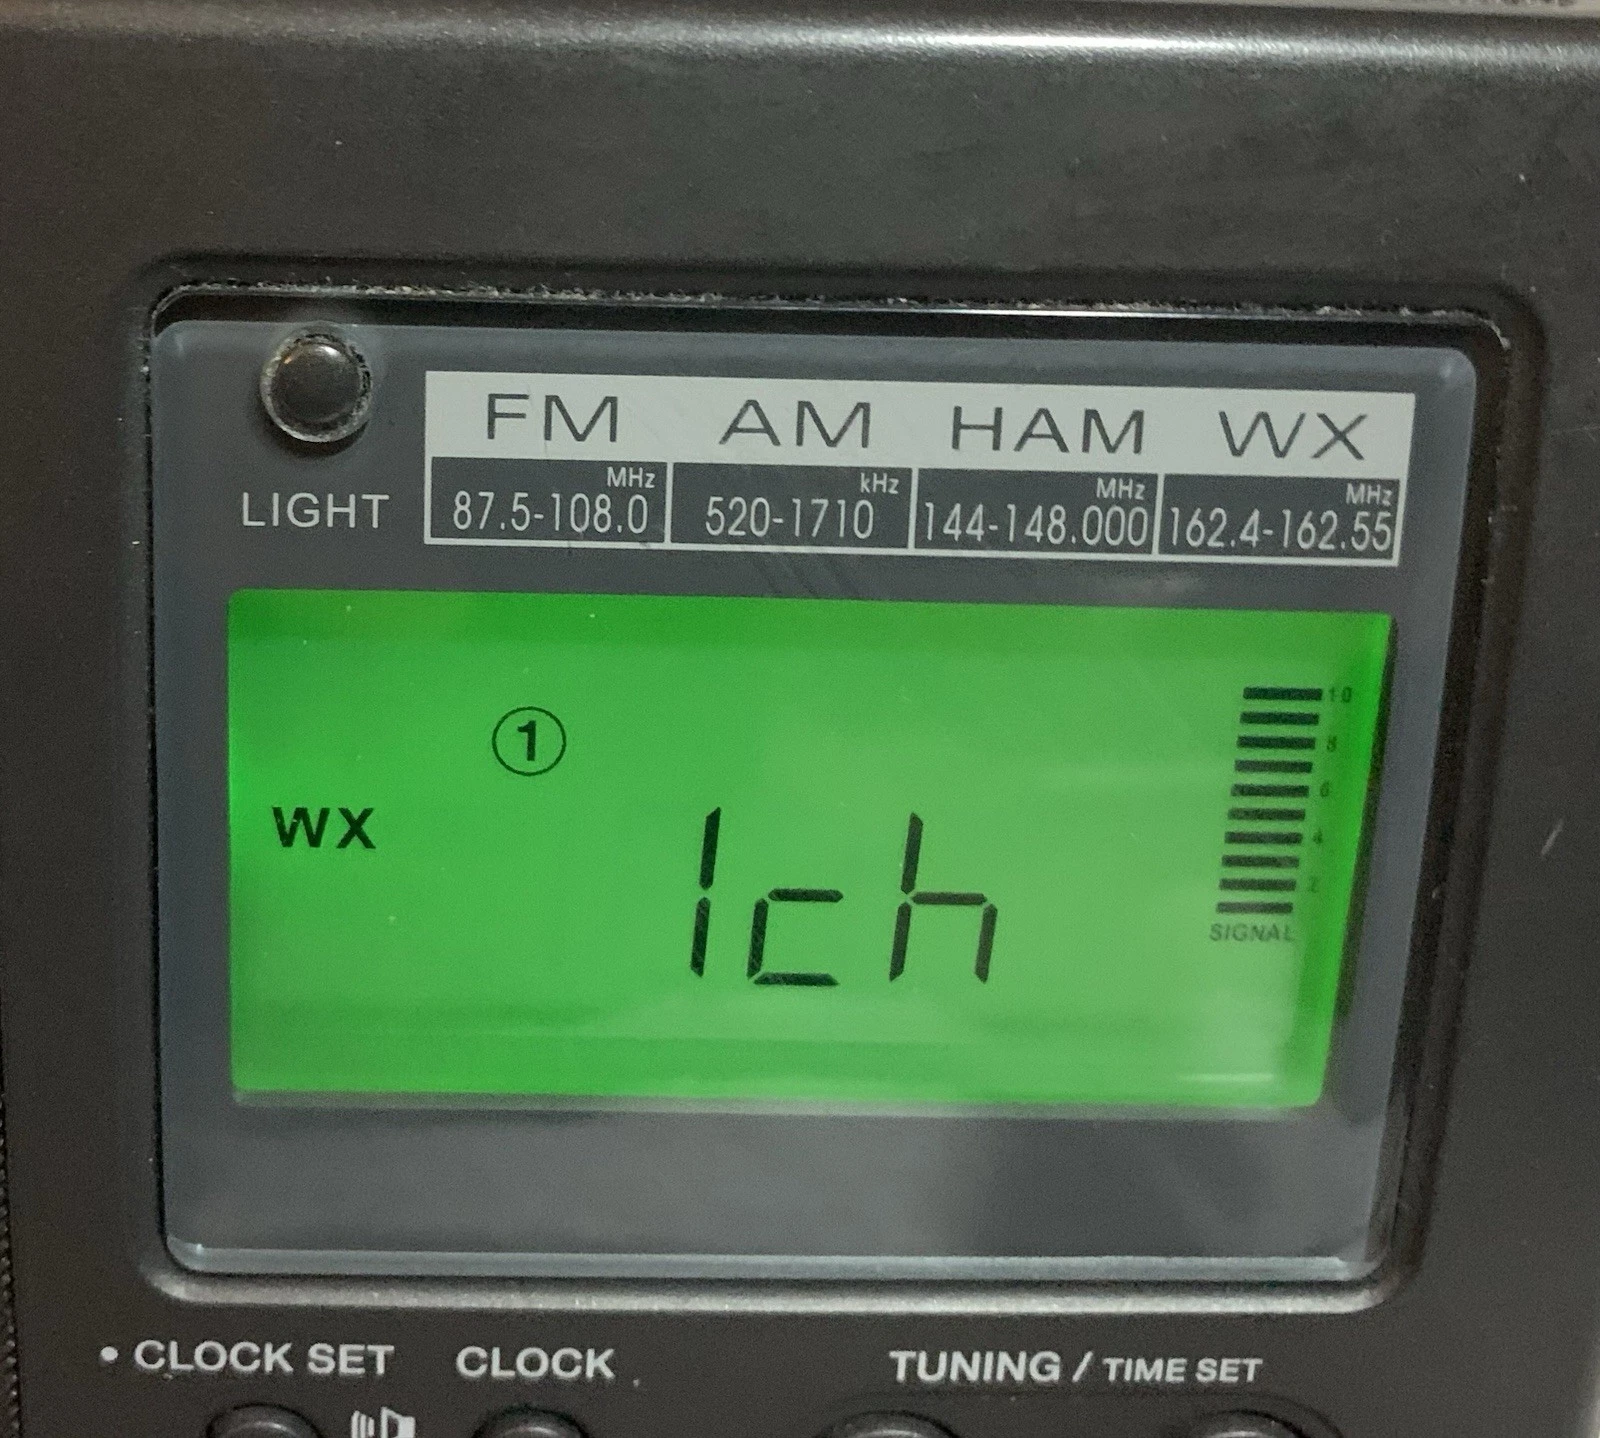 FM AM HAM WX
LIGHT
MHz kHz MHz MHz
87.5-108.0 520-1710 144-148.000 162.4-162.55
①
10
8
6
4
2
SIGNAL
WX
1ch
• CLOCK SET CLOCK TUNING / TIME SET